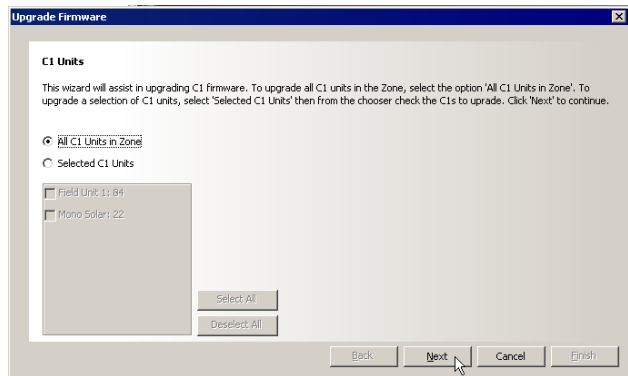 Upgrade Firmware
C1 Units
This wizard will assist in upgrading C1 firmware. To upgrade all C1 units in the Zone, select the option 'All C1 Units in Zone'. To
upgrade a selection of C1 units, select 'Selected C1 Units' then from the chooser check the C1s to uprade. Click 'Next' to continue.
All C1 Units in Zone
Selected C1 Units
Field Unit 1: 84
Mono Solar: 22
Select All
Deselect All
Back Next Cancel Finish